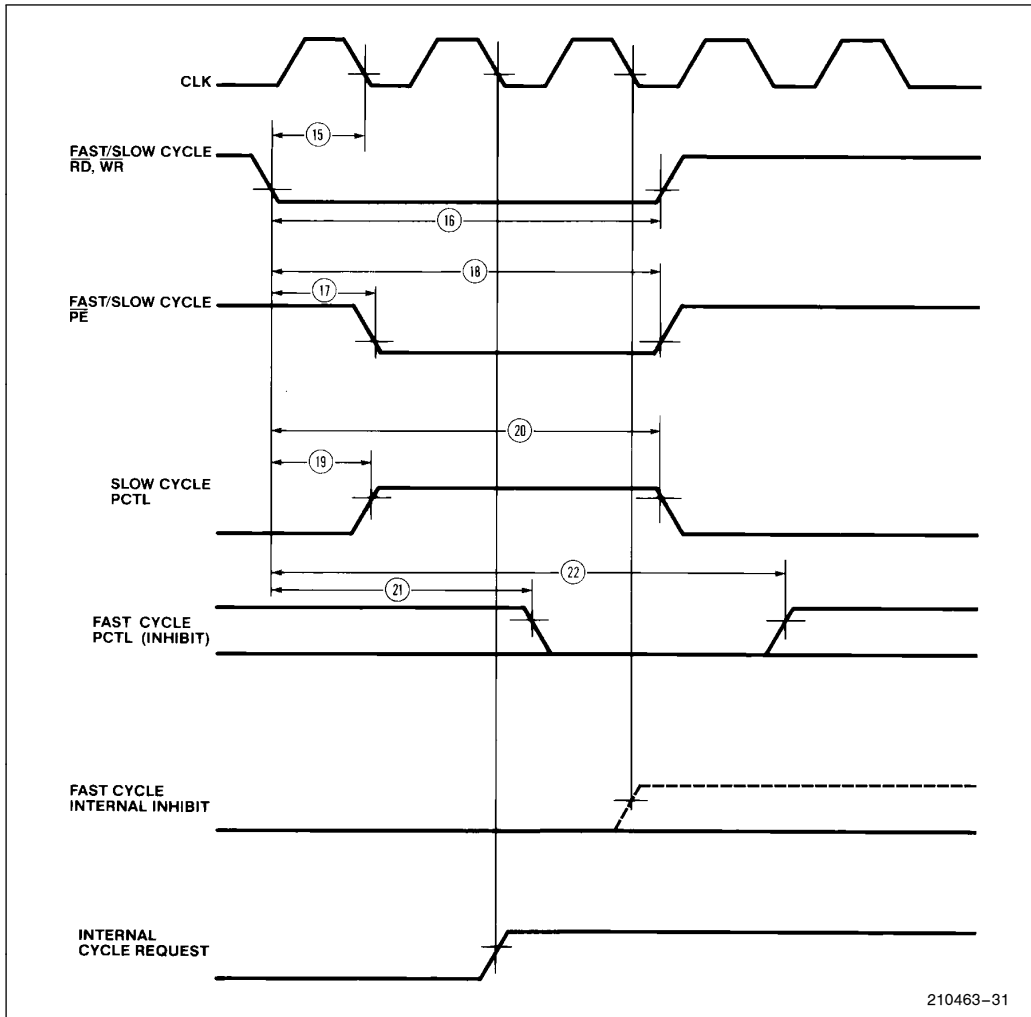 CLK
15
FAST/SLOW CYCLE
RD, WR
16
18
17
FAST/SLOW CYCLE
PE
20
19
SLOW CYCLE
PCTL
22
21
FAST CYCLE
PCTL (INHIBIT)
FAST CYCLE
INTERNAL INHIBIT
INTERNAL
CYCLE REQUEST
210463–31